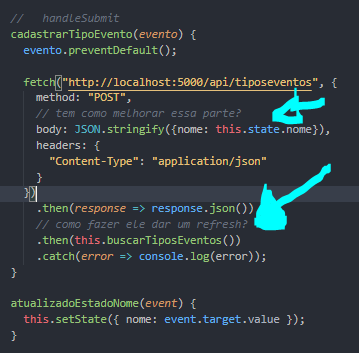 //   handleSubmit
cadastrarTipoEvento(evento) {
evento.preventDefault();
fetch("http://localhost:5000/api/tiposeventos", {
method: "POST",
// tem como melhorar essa parte?
body: JSON.stringify({nome: this.state.nome}),
headers: {
"Content-Type": "application/json"
}
})
.then(response => response.json())
// como fazer ele dar um refresh?
.then(this.buscarTiposEventos())
.catch(error => console.log(error));
}
atualizadoEstadoNome(event) {
this.setState({ nome: event.target.value });
}